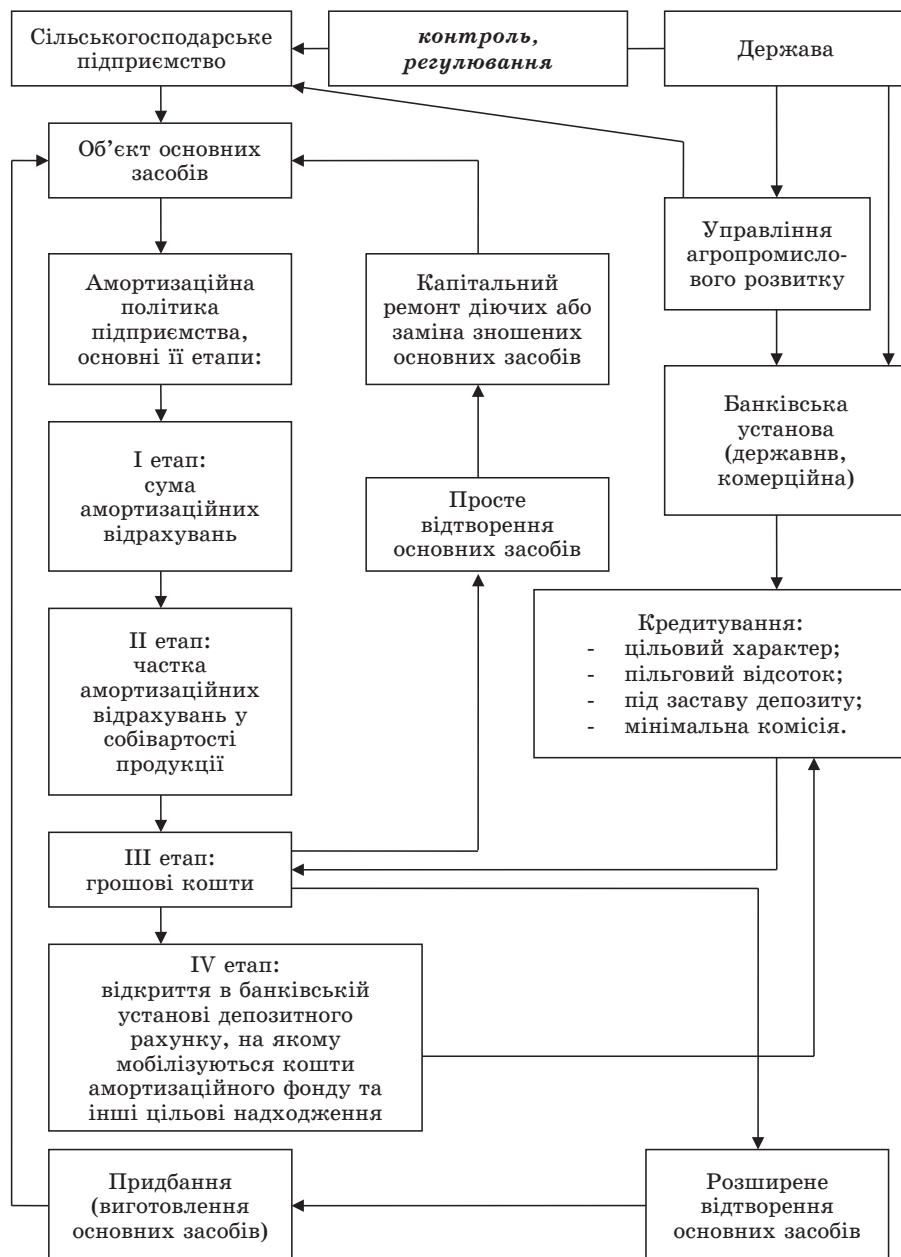 Сільськогосподарське
підприємство
контроль,
регулювання
Держава
Об’єкт основних
засобів
Управління
агропромисло-
вого розвитку
Амортизаційна
політика
підприємства,
основні її етапи:
Капітальний
ремонт діючих або
заміна зношених
основних засобів
Банківська
установа
(державнв,
комерційна)
I етап:
сума
амортизаційних
відрахувань
Просте
відтворення
основних засобів
II етап:
частка
амортизаційних
відрахувань у
собівартості
продукції
Кредитування:
- цільовий характер;
- пільговий відсоток;
- під заставу депозиту;
- мінімальна комісія.
III етап:
грошові кошти
IV етап:
відкриття в банківській
установі депозитного
рахунку, на якому
мобілізуються кошти
амортизаційного фонду та
інші цільові надходження
Придбання
(виготовлення
основних засобів)
Розширене
відтворення
основних засобів